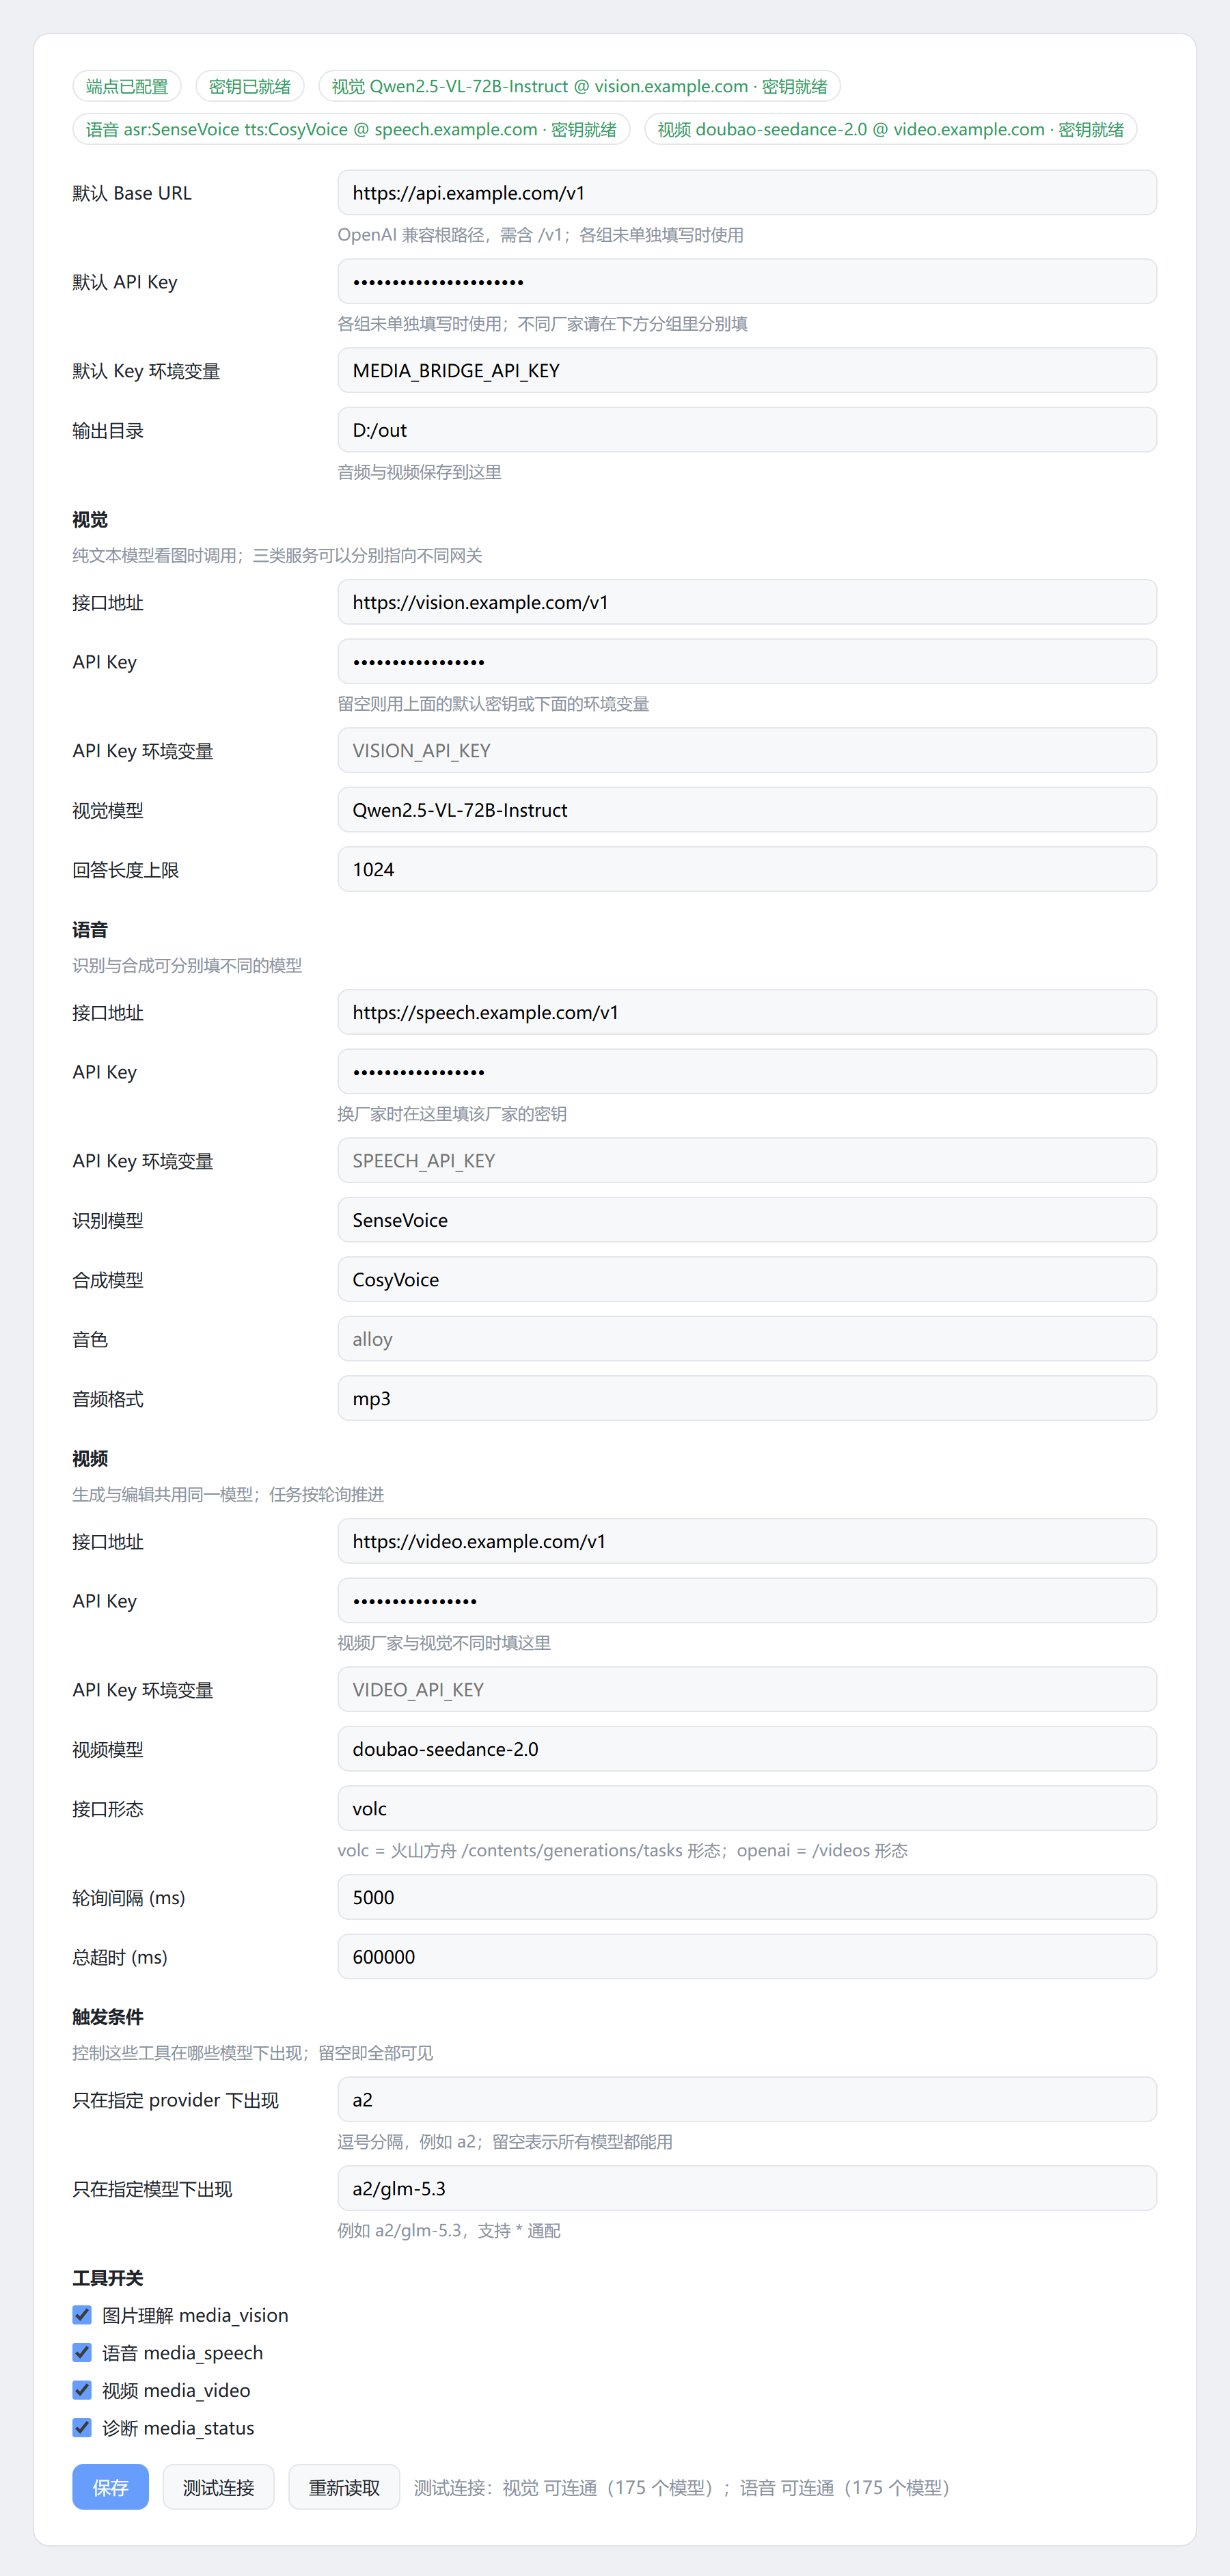 端点已配置
密钥已就绪
视觉 Qwen2.5-VL-72B-Instruct @ vision.example.com · 密钥就绪
语音 asr:SenseVoice tts:CosyVoice @ speech.example.com · 密钥就绪
视频 doubao-seedance-2.0 @ video.example.com · 密钥就绪
默认 Base URL
https://api.example.com/v1
OpenAI 兼容根路径，需含 /v1；各组未单独填写时使用
默认 API Key
••••••••••••••••••••••
各组未单独填写时使用；不同厂家请在下方分组里分别填
默认 Key 环境变量
MEDIA_BRIDGE_API_KEY
输出目录
D:/out
音频与视频保存到这里
视觉
纯文本模型看图时调用；三类服务可以分别指向不同网关
接口地址
https://vision.example.com/v1
API Key
•••••••••••••••••
留空则用上面的默认密钥或下面的环境变量
API Key 环境变量
VISION_API_KEY
视觉模型
Qwen2.5-VL-72B-Instruct
回答长度上限
1024
语音
识别与合成可分别填不同的模型
接口地址
https://speech.example.com/v1
API Key
•••••••••••••••••
换厂家时在这里填该厂家的密钥
API Key 环境变量
SPEECH_API_KEY
识别模型
SenseVoice
合成模型
CosyVoice
音色
alloy
音频格式
mp3
视频
生成与编辑共用同一模型；任务按轮询推进
接口地址
https://video.example.com/v1
API Key
••••••••••••••••
视频厂家与视觉不同时填这里
API Key 环境变量
VIDEO_API_KEY
视频模型
doubao-seedance-2.0
接口形态
volc
volc = 火山方舟 /contents/generations/tasks 形态；openai = /videos 形态
轮询间隔 (ms)
5000
总超时 (ms)
600000
触发条件
控制这些工具在哪些模型下出现；留空即全部可见
只在指定 provider 下出现
a2
逗号分隔，例如 a2；留空表示所有模型都能用
只在指定模型下出现
a2/glm-5.3
例如 a2/glm-5.3，支持 * 通配
工具开关
图片理解 media_vision
语音 media_speech
视频 media_video
诊断 media_status
保存
测试连接
重新读取
测试连接：视觉 可连通（175 个模型）；语音 可连通（175 个模型）